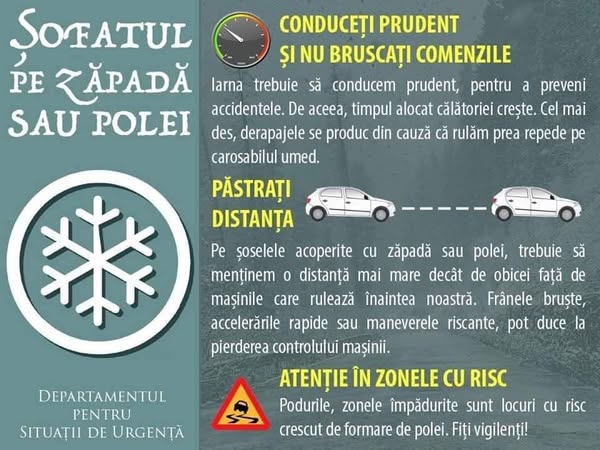 ȘOFATUL
PE ZĂPADĂ
SAU POLEI
DEPARTAMENTUL
PENTRU
SITUAȚII DE URGENȚĂ
CONDUCEȚI PRUDENT
ȘI NU BRUSCAȚI COMENZILE
Iarna trebuie să conducem prudent, pentru a preveni
accidentele. De aceea, timpul alocat călătoriei crește. Cel mai
des, derapajele se produc din cauză că rulăm prea repede pe
carosabilul umed.
PĂSTRAȚI
DISTANȚA
Pe șoselele acoperite cu zăpadă sau polei, trebuie să
menținem o distanță mai mare decât de obicei față de
mașinile care rulează înaintea noastră. Frânele bruște,
accelerările rapide sau manevrele riscante, pot duce la
pierderea controlului mașinii.
ATENȚIE ÎN ZONELE CU RISC
Podurile, zonele împădurite sunt locuri cu risc
crescut de formare de polei. Fiți vigilenți!